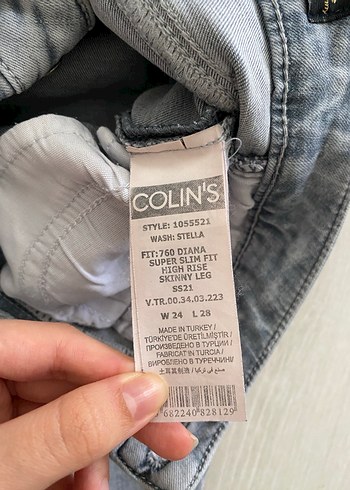 COLIN'S
STYLE: 1055521
WASH: STELLA
FIT:760 DIANA
SUPER SLIM FIT
HIGH RISE
SKINNY LEG
SS21
V.TR.00.34.03.223
W 24 L 28
MADE IN TURKEY/
TÜRKİYE'DE ÜRETİLMİŞTİR/
ПРОИЗВЕДЕНО В ТУРЦИИ/
FABRICAT IN TURCIA/
ВИРОБЛЕНО В ТУРЕЧЧИНІ/
土耳其制造 / صنع في تركيا
682240828129